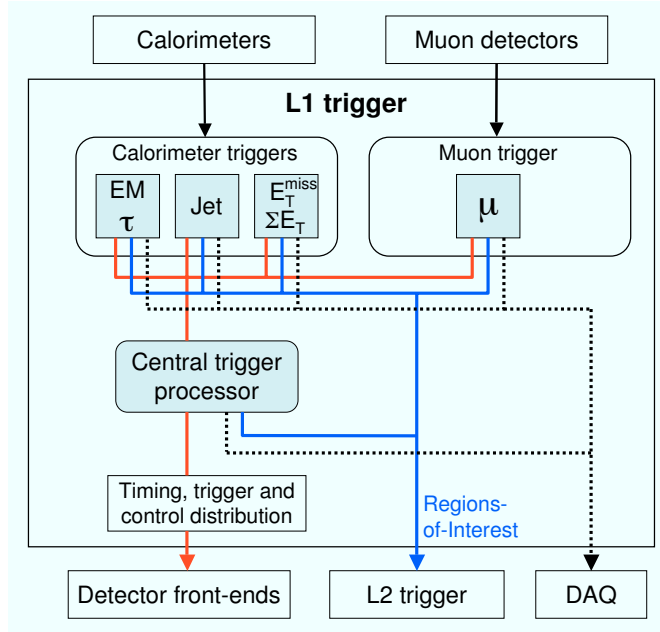 Calorimeters
Muon detectors
L1 trigger
Calorimeter triggers
Muon trigger
EM
τ
Jet
E_T^miss
ΣE_T
μ
Central trigger
processor
Timing, trigger and
control distribution
Regions-
of-Interest
Detector front-ends
L2 trigger
DAQ